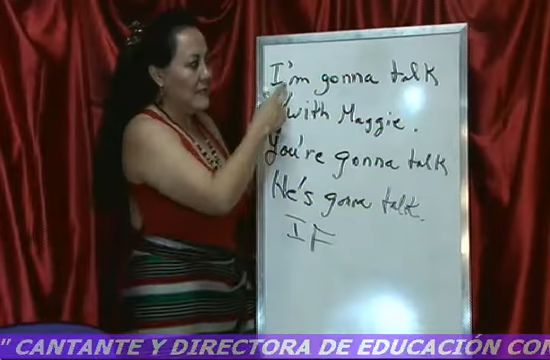 I'm gonna talk
with Maggie.
You're gonna talk
He's gonna talk.
IF
" CANTANTE Y DIRECTORA DE EDUCACIÓN CON